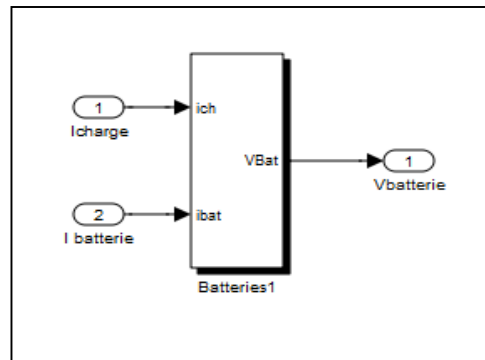 1
Icharge
ich
VBat
1
Vbatterie
2
I batterie
ibat
Batteries1